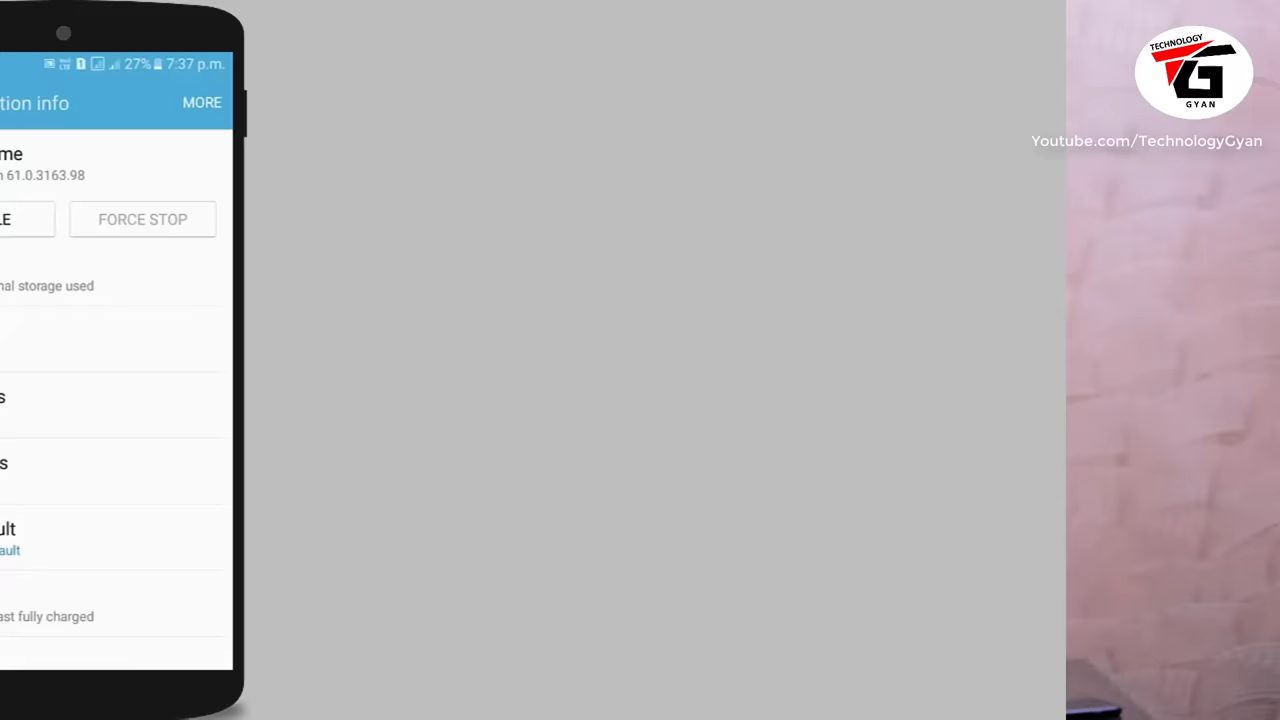 27% 7:37 p.m.
tion info MORE
me
n 61.0.3163.98
LE FORCE STOP
nal storage used
s
s
ult
ault
ast fully charged
TECHNOLOGY
TG
GYAN
Youtube.com/TechnologyGyan